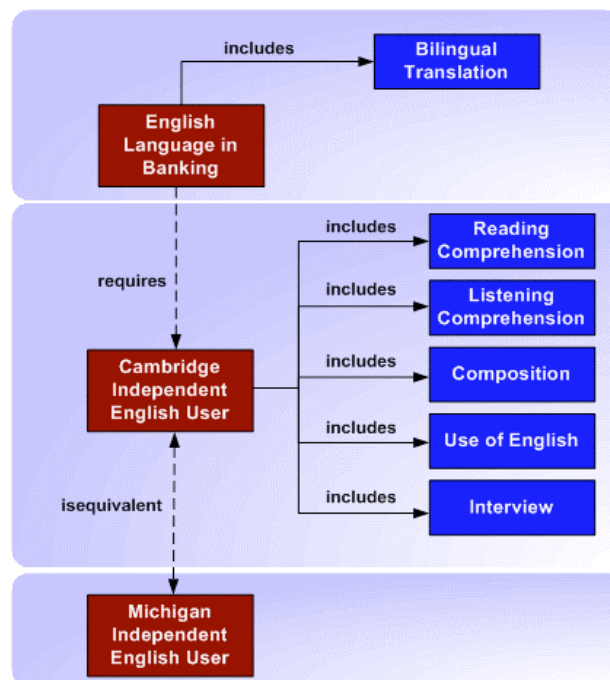 includes
Bilingual
Translation
English
Language in
Banking
requires
includes
Reading
Comprehension
includes
Listening
Comprehension
Cambridge
Independent
English User
includes
Composition
includes
Use of English
includes
Interview
isequivalent
Michigan
Independent
English User